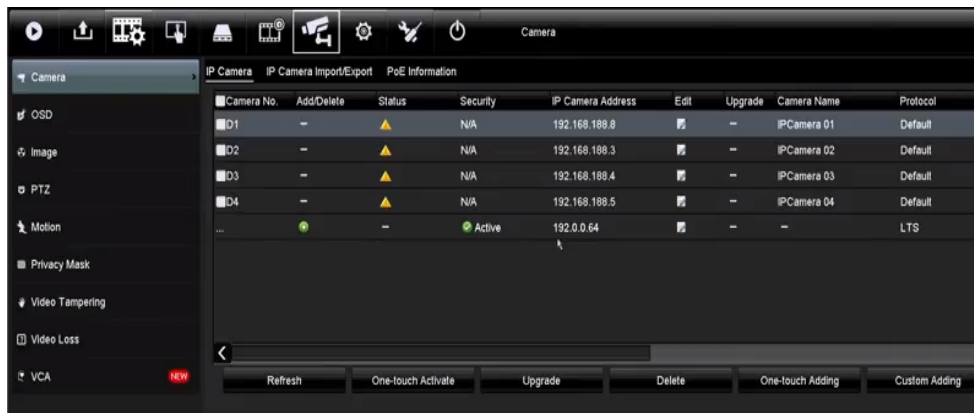 Camera
Camera
OSD
Image
PTZ
Motion
Privacy Mask
Video Tampering
Video Loss
VCA NEW
IP Camera IP Camera Import/Export PoE Information
Camera No. Add/Delete Status Security IP Camera Address Edit Upgrade Camera Name Protocol
D1 – N/A 192.168.188.8 – IPCamera 01 Default
D2 – N/A 192.168.188.3 – IPCamera 02 Default
D3 – N/A 192.168.188.4 – IPCamera 03 Default
D4 – N/A 192.168.188.5 – IPCamera 04 Default
... – Active 192.0.0.64 – – LTS
Refresh One-touch Activate Upgrade Delete One-touch Adding Custom Adding